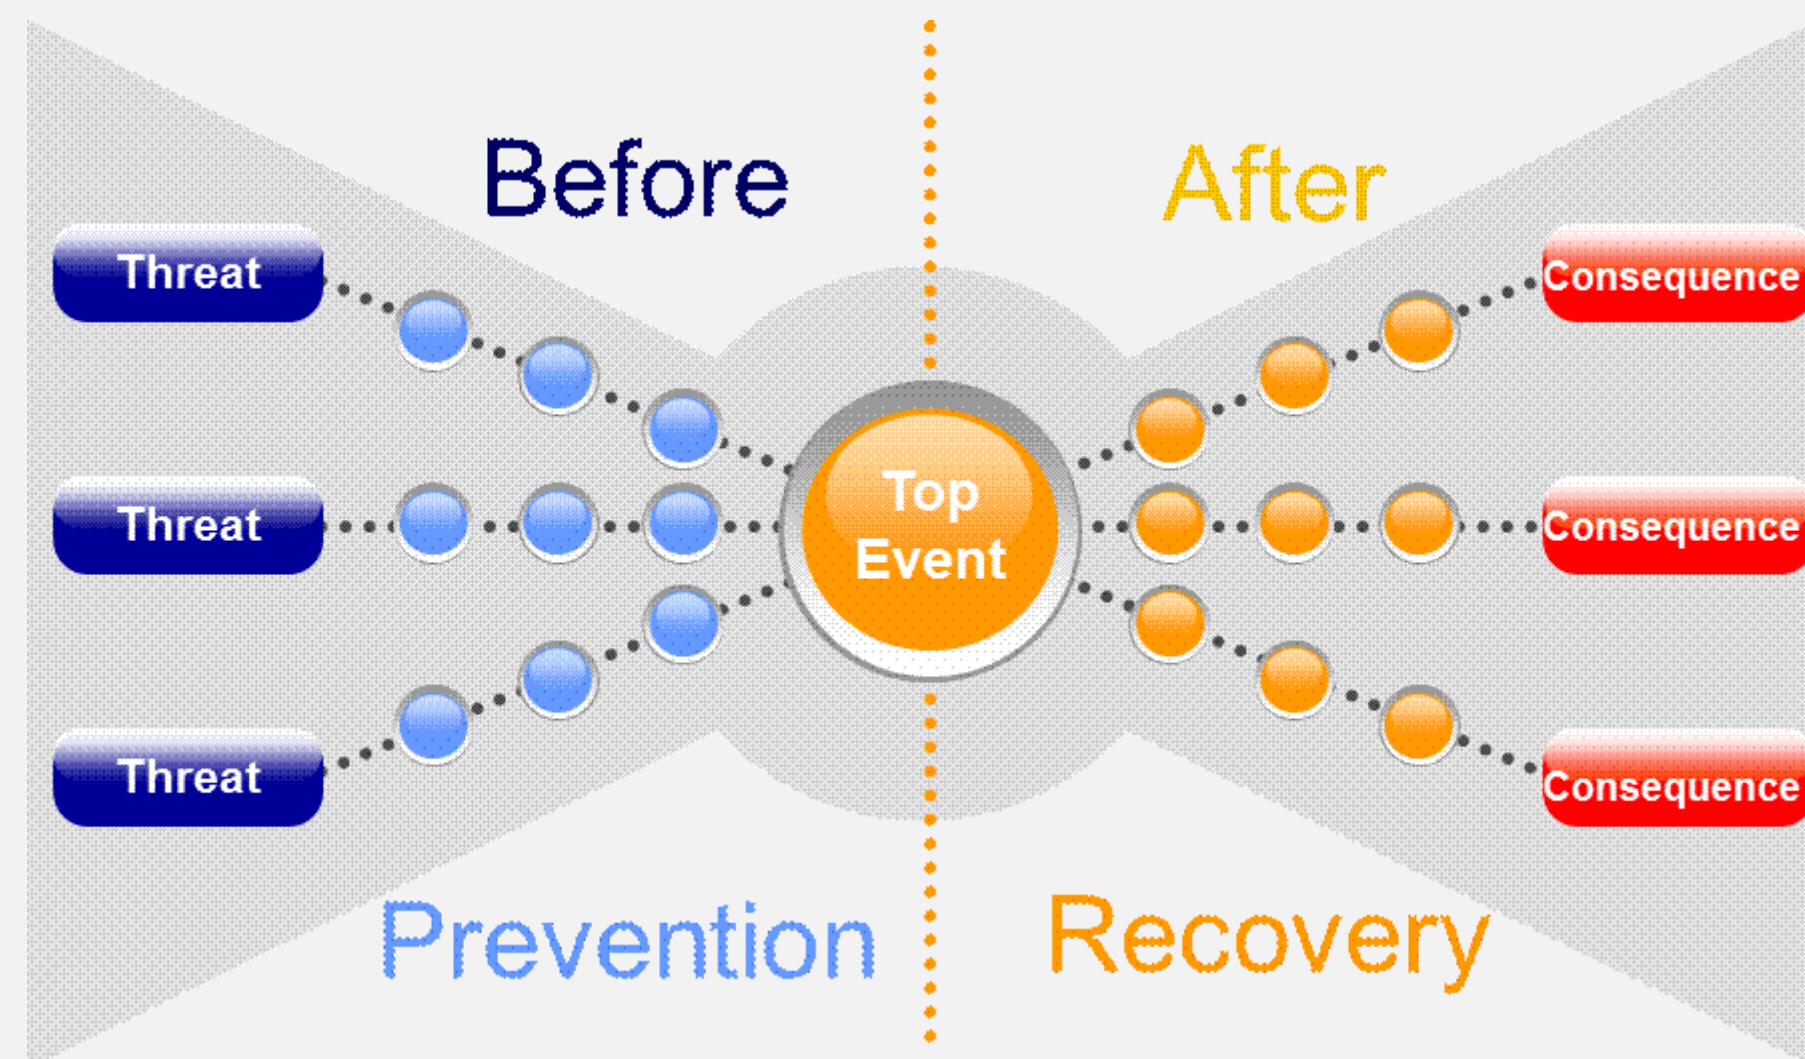 Before
After
Threat
Consequence
Top
Event
Threat
Consequence
Threat
Consequence
Prevention
Recovery